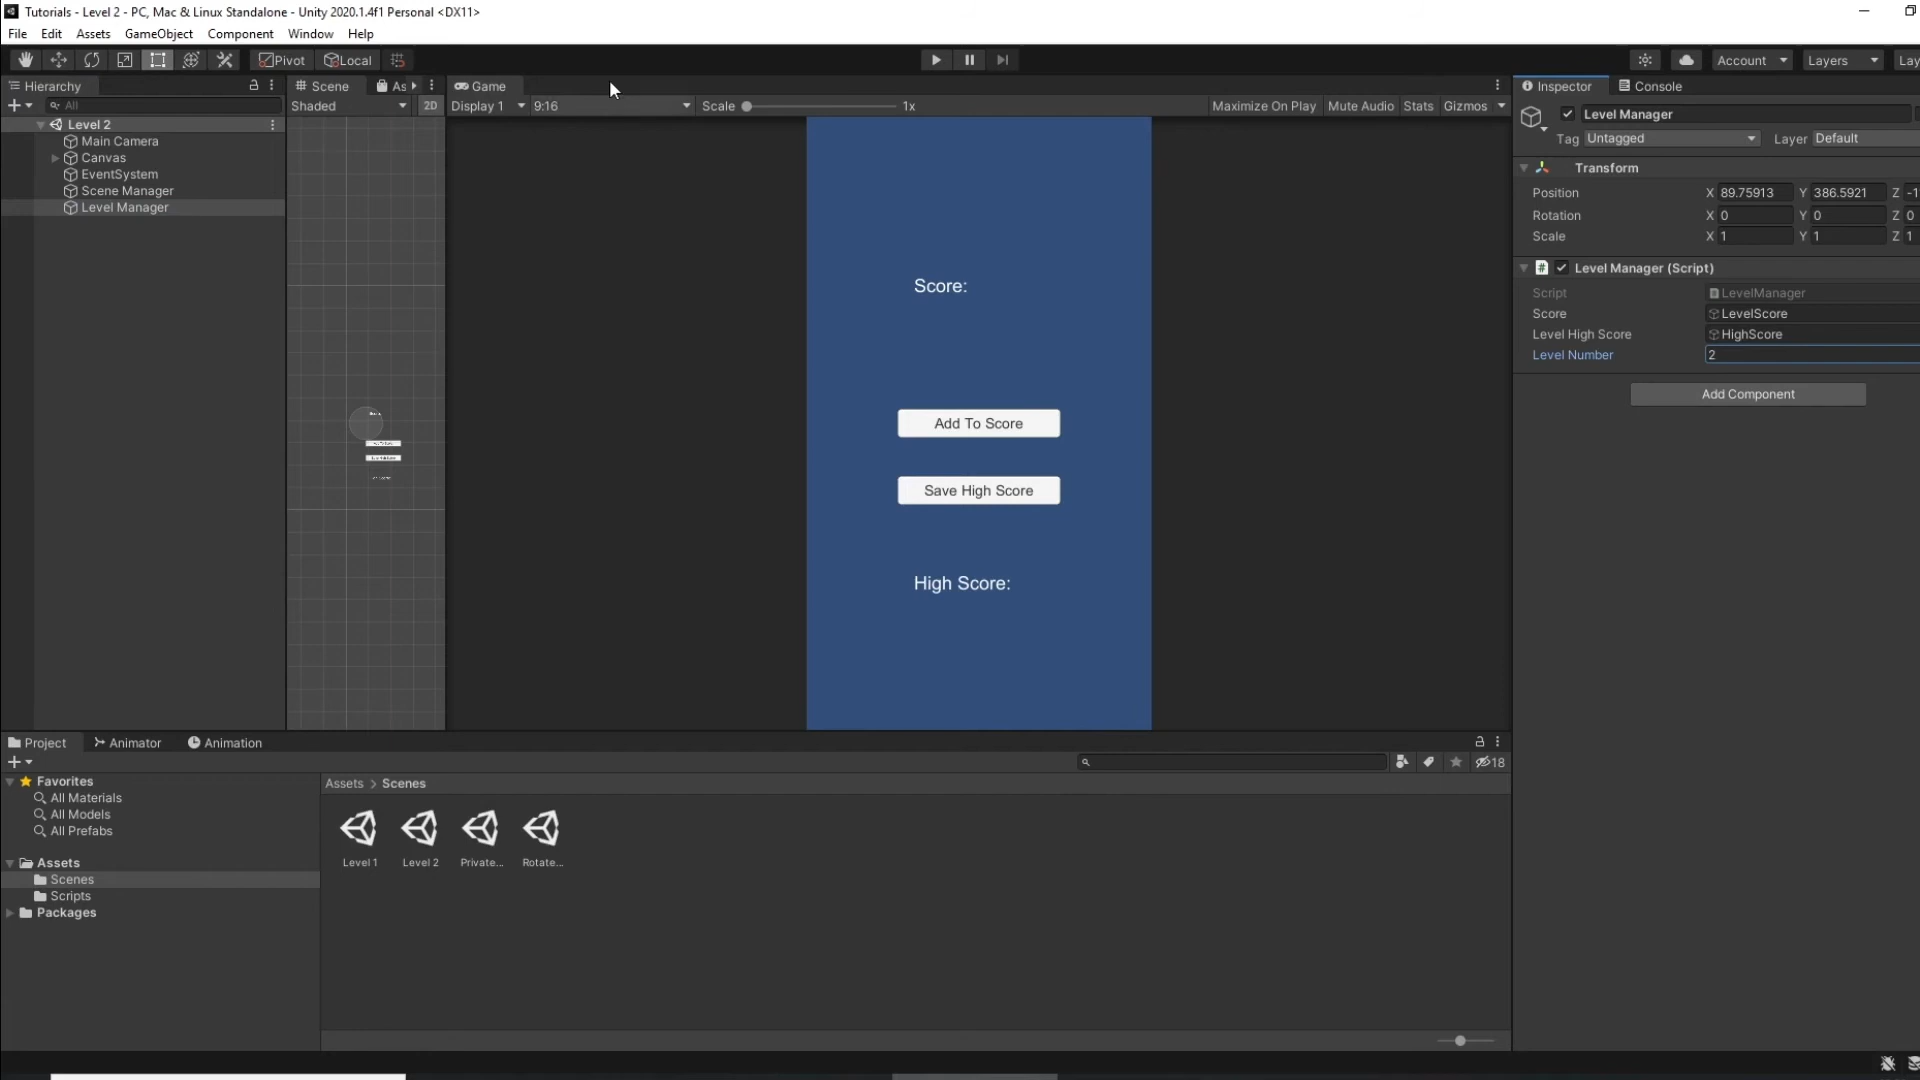 Tutorials - Level 2 - PC, Mac & Linux Standalone - Unity 2020.1.4f1 Personal <DX11>
File Edit Assets GameObject Component Window Help
Pivot Local Account Layers Lay
Hierarchy Scene As Game Inspector Console
All Shaded 2D Display 1 9:16 Scale 1x Maximize On Play Mute Audio Stats Gizmos
Level Manager
Level 2
Tag Untagged Layer Default
Main Camera
Canvas
EventSystem
Scene Manager
Level Manager
Transform
Position X 89.75913 Y 386.5921 Z -1
Rotation X 0 Y 0 Z 0
Scale X 1 Y 1 Z 1
Level Manager (Script)
Script LevelManager
Score LevelScore
Level High Score HighScore
Level Number 2
Add Component
Score:
Add To Score
Save High Score
High Score:
Project Animator Animation
18
Favorites
All Materials
All Models
All Prefabs
Assets
Scenes
Scripts
Packages
Assets > Scenes
Level 1 Level 2 Private... Rotate...